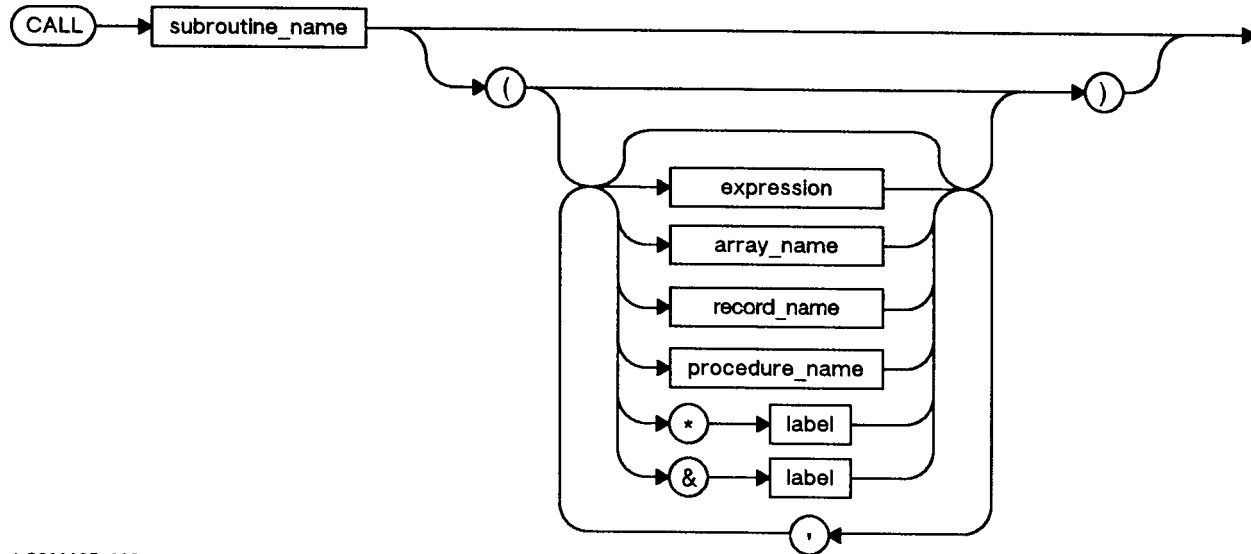 CALL subroutine_name
( )
expression
array_name
record_name
procedure_name
* label
& label
,